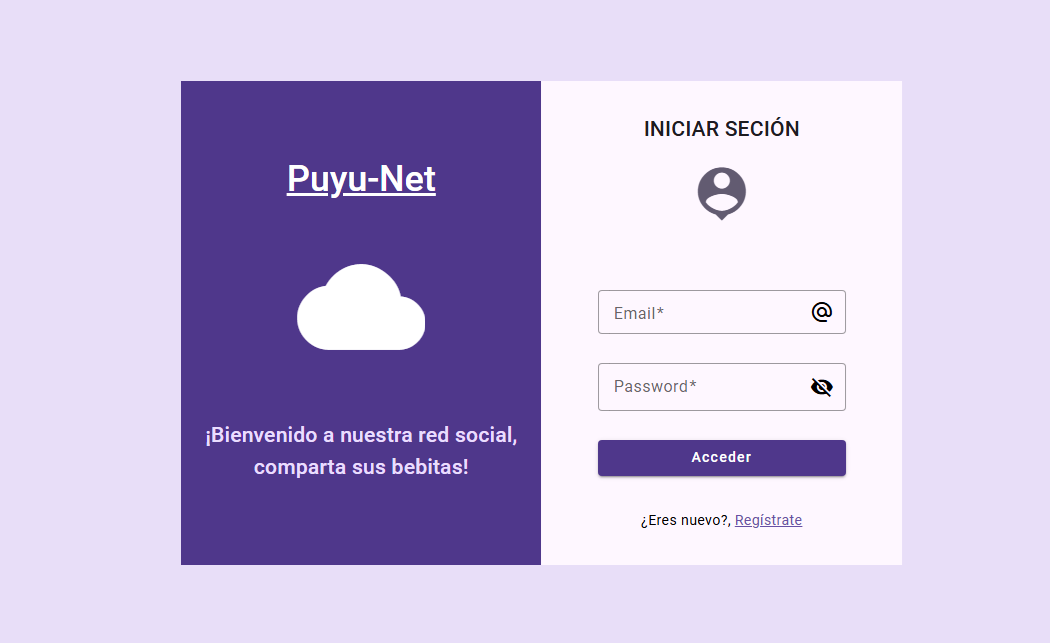 Puyu-Net
¡Bienvenido a nuestra red social,
comparta sus bebitas!
INICIAR SECIÓN
Email*
Password*
Acceder
¿Eres nuevo?, Regístrate